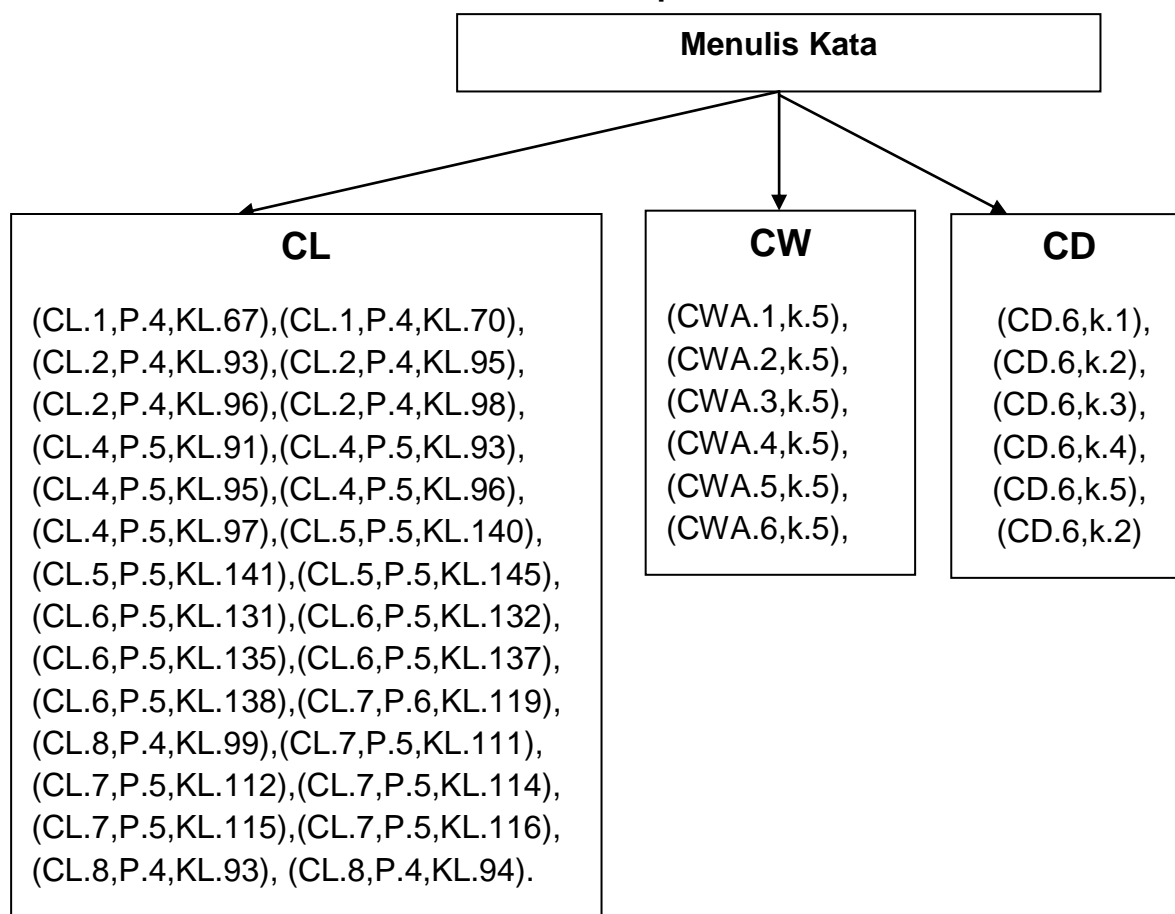 Menulis Kata
CL
(CL.1,P.4,KL.67),(CL.1,P.4,KL.70),
(CL.2,P.4,KL.93),(CL.2,P.4,KL.95),
(CL.2,P.4,KL.96),(CL.2,P.4,KL.98),
(CL.4,P.5,KL.91),(CL.4,P.5,KL.93),
(CL.4,P.5,KL.95),(CL.4,P.5,KL.96),
(CL.4,P.5,KL.97),(CL.5,P.5,KL.140),
(CL.5,P.5,KL.141),(CL.5,P.5,KL.145),
(CL.6,P.5,KL.131),(CL.6,P.5,KL.132),
(CL.6,P.5,KL.135),(CL.6,P.5,KL.137),
(CL.6,P.5,KL.138),(CL.7,P.6,KL.119),
(CL.8,P.4,KL.99),(CL.7,P.5,KL.111),
(CL.7,P.5,KL.112),(CL.7,P.5,KL.114),
(CL.7,P.5,KL.115),(CL.7,P.5,KL.116),
(CL.8,P.4,KL.93), (CL.8,P.4,KL.94).
CW
(CWA.1,k.5),
(CWA.2,k.5),
(CWA.3,k.5),
(CWA.4,k.5),
(CWA.5,k.5),
(CWA.6,k.5),
CD
(CD.6,k.1),
(CD.6,k.2),
(CD.6,k.3),
(CD.6,k.4),
(CD.6,k.5),
(CD.6,k.2)